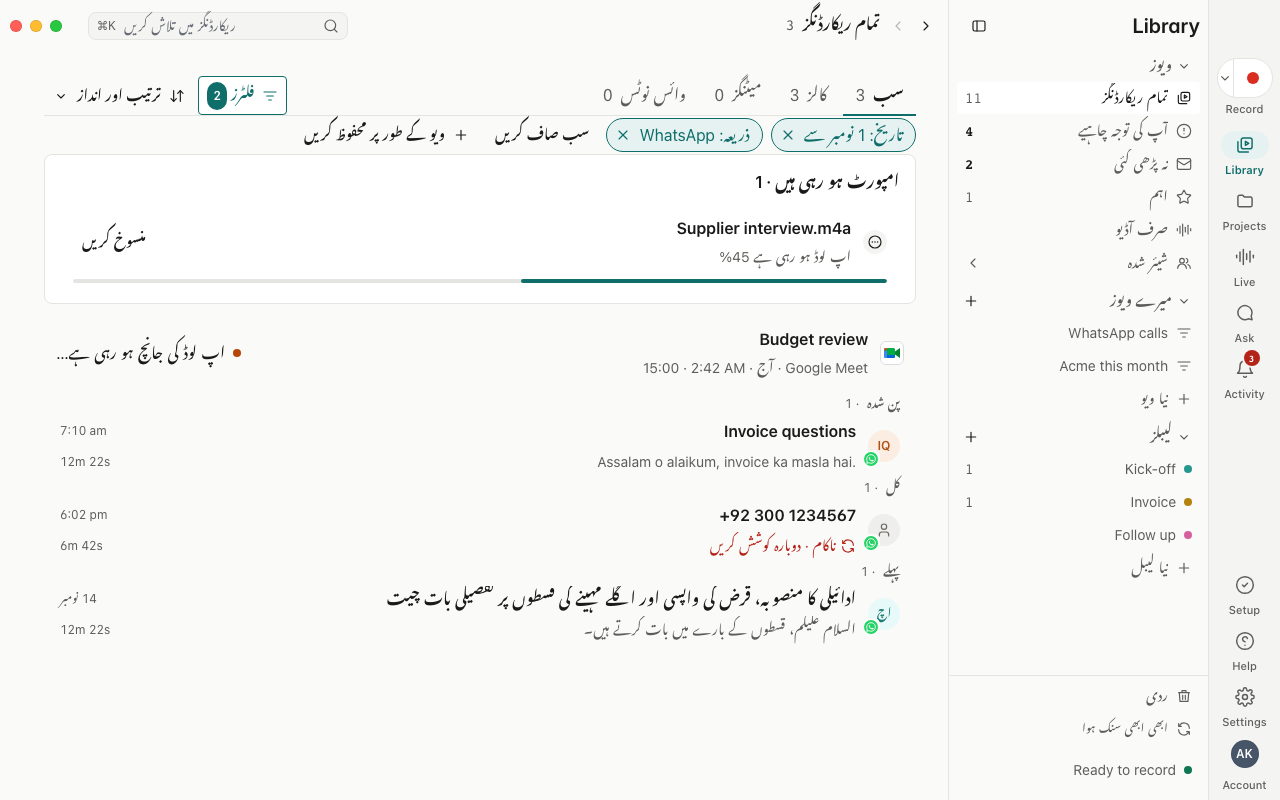 Record
Library
Projects
Live
Ask
3
Activity
Setup
Help
Settings
AK
Account
Library
ویوز
تمام ریکارڈنگز 11
آپ کی توجہ چاہیے 4
نہ پڑھی گئی 2
اہم 1
صرف آڈیو
شیئر شدہ
میرے ویوز
WhatsApp calls
Acme this month
نیا ویو
لیبلز
Kick-off 1
Invoice 1
Follow up
نیا لیبل
ردی
ابھی ابھی سنک ہوا
Ready to record
تمام ریکارڈنگز 3
ریکارڈنگز میں تلاش کریں ⌘K
سب 3 کالز 3 میٹنگز 0 وائس نوٹس 0
فلٹرز 2
ترتیب اور انداز
تاریخ: 1 نومبر سے
ذریعہ: WhatsApp
سب صاف کریں
ویو کے طور پر محفوظ کریں
امپورٹ ہو رہی ہیں · 1
Supplier interview.m4a
اپ لوڈ ہو رہی ہے 45%
منسوخ کریں
Budget review
Google Meet · آج · 2:42 AM · 15:00
اپ لوڈ کی جانچ ہو رہی ہے...
پن شدہ · 1
IQ
Invoice questions
7:10 am
Assalam o alaikum, invoice ka masla hai.
12m 22s
کل · 1
+92 300 1234567
6:02 pm
ناکام · دوبارہ کوشش کریں
6m 42s
پہلے · 1
اچ
ادائیلی کا منصوبہ، قرض کی واپسی اور اگلے مہینے کی قسطوں پر تفصیلی بات چیت
14 نومبر
السلام علیکم، قسطوں کے بارے میں بات کرتے ہیں۔
12m 22s